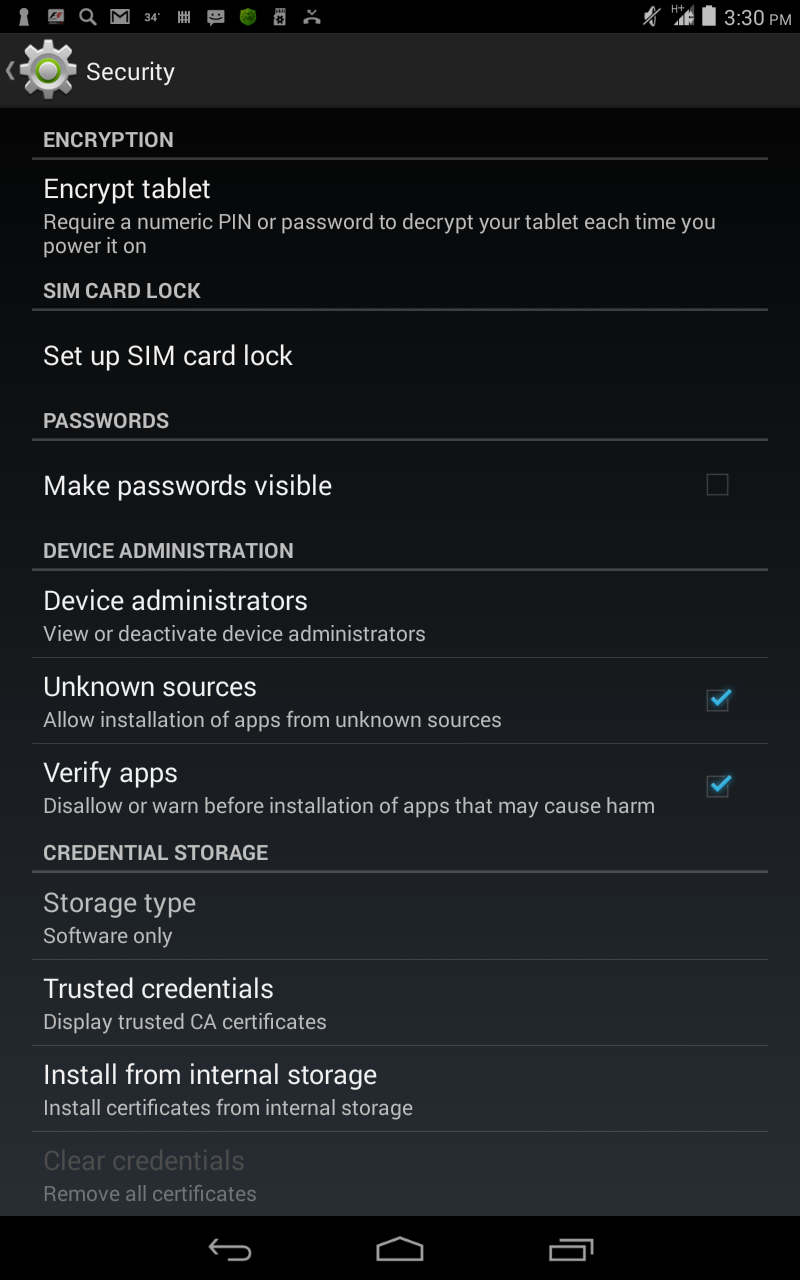 34°
H+
3:30 PM
Security
ENCRYPTION
Encrypt tablet
Require a numeric PIN or password to decrypt your tablet each time you
power it on
SIM CARD LOCK
Set up SIM card lock
PASSWORDS
Make passwords visible
DEVICE ADMINISTRATION
Device administrators
View or deactivate device administrators
Unknown sources
Allow installation of apps from unknown sources
Verify apps
Disallow or warn before installation of apps that may cause harm
CREDENTIAL STORAGE
Storage type
Software only
Trusted credentials
Display trusted CA certificates
Install from internal storage
Install certificates from internal storage
Clear credentials
Remove all certificates